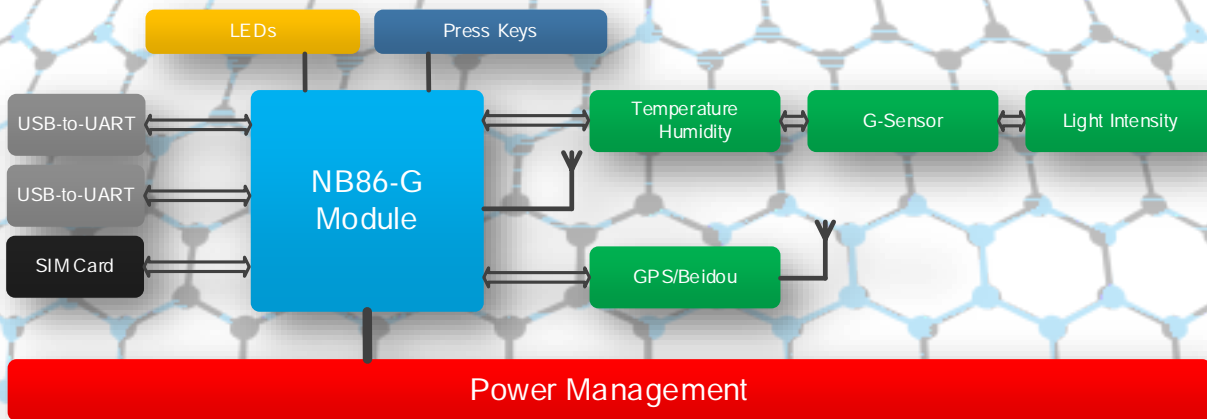 LEDs
Press Keys
USB-to-UART
Temperature
Humidity
G-Sensor
Light Intensity
USB-to-UART
NB86-G
Module
SIM Card
GPS/Beidou
Power Management